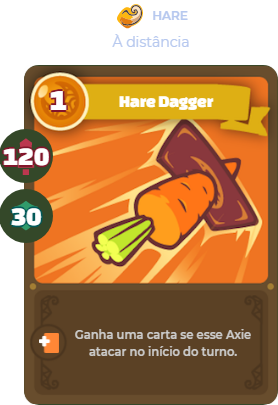 HARE
À distância
1
Hare Dagger
120
30
Ganha uma carta se esse Axie
atacar no início do turno.